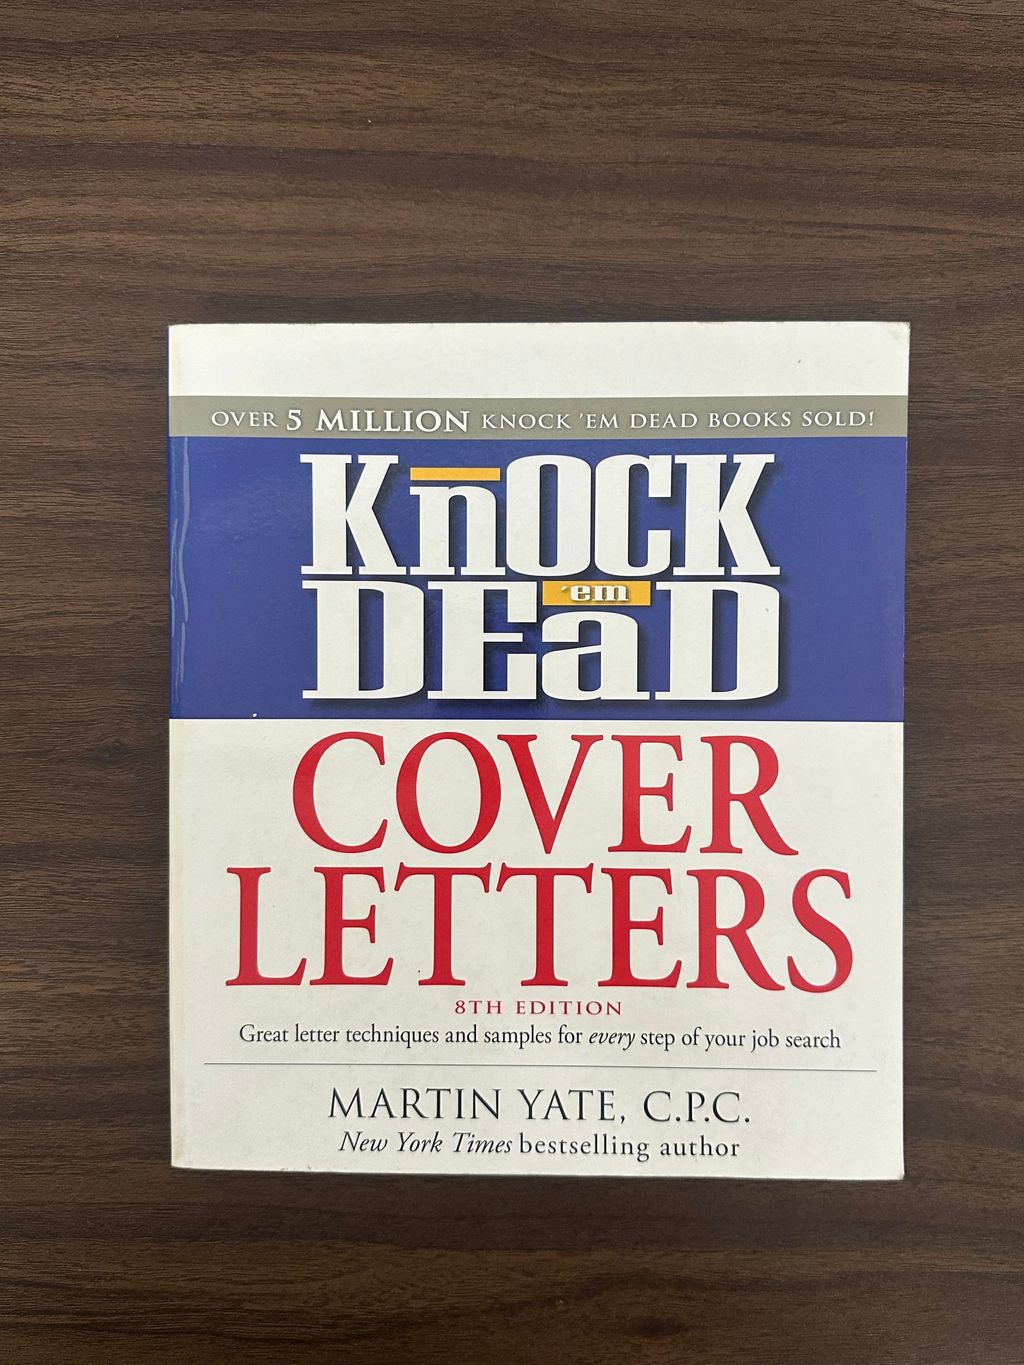 OVER 5 MILLION KNOCK 'EM DEAD BOOKS SOLD!
KnOCK
'em
DEaD
COVER
LETTERS
8TH EDITION
Great letter techniques and samples for every step of your job search
MARTIN YATE, C.P.C.
New York Times bestselling author